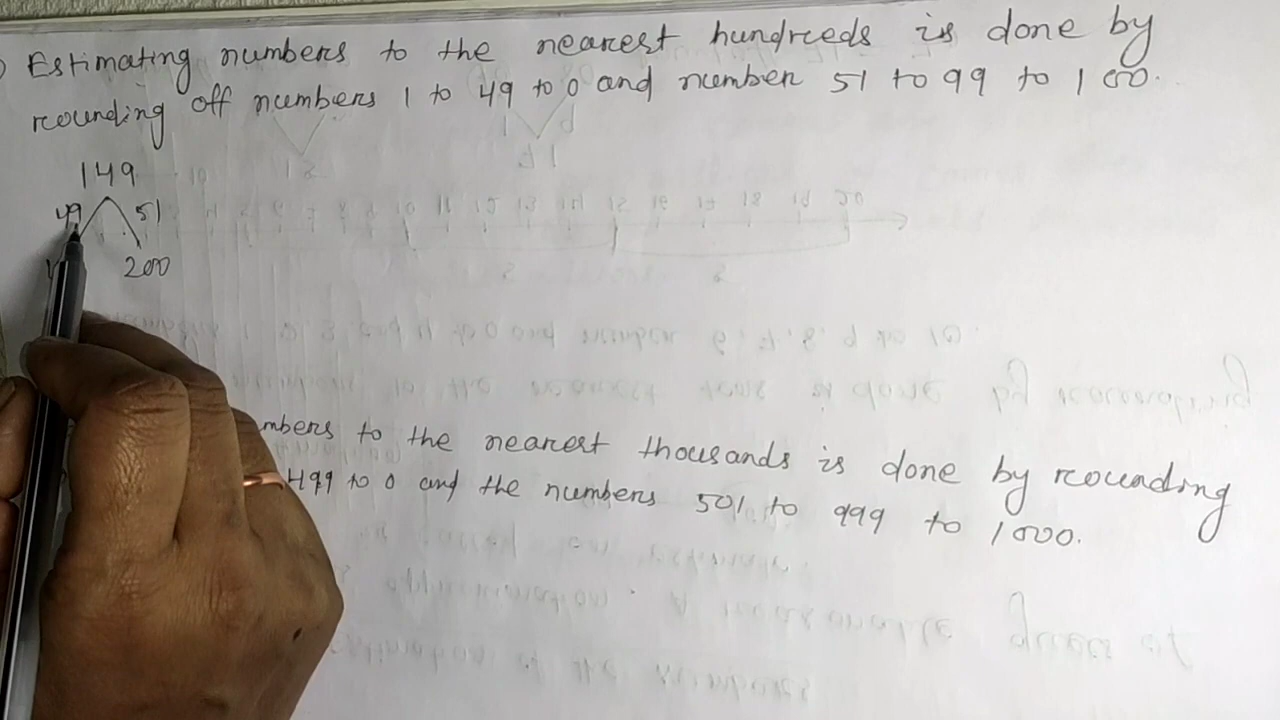 Estimating numbers to the nearest hundreds is done by
rounding off numbers 1 to 49 to 0 and number 51 to 99 to 100.
149
49 51
200
mbers to the nearest thousands is done by rounding
499 to 0 and the numbers 501 to 999 to 1000.